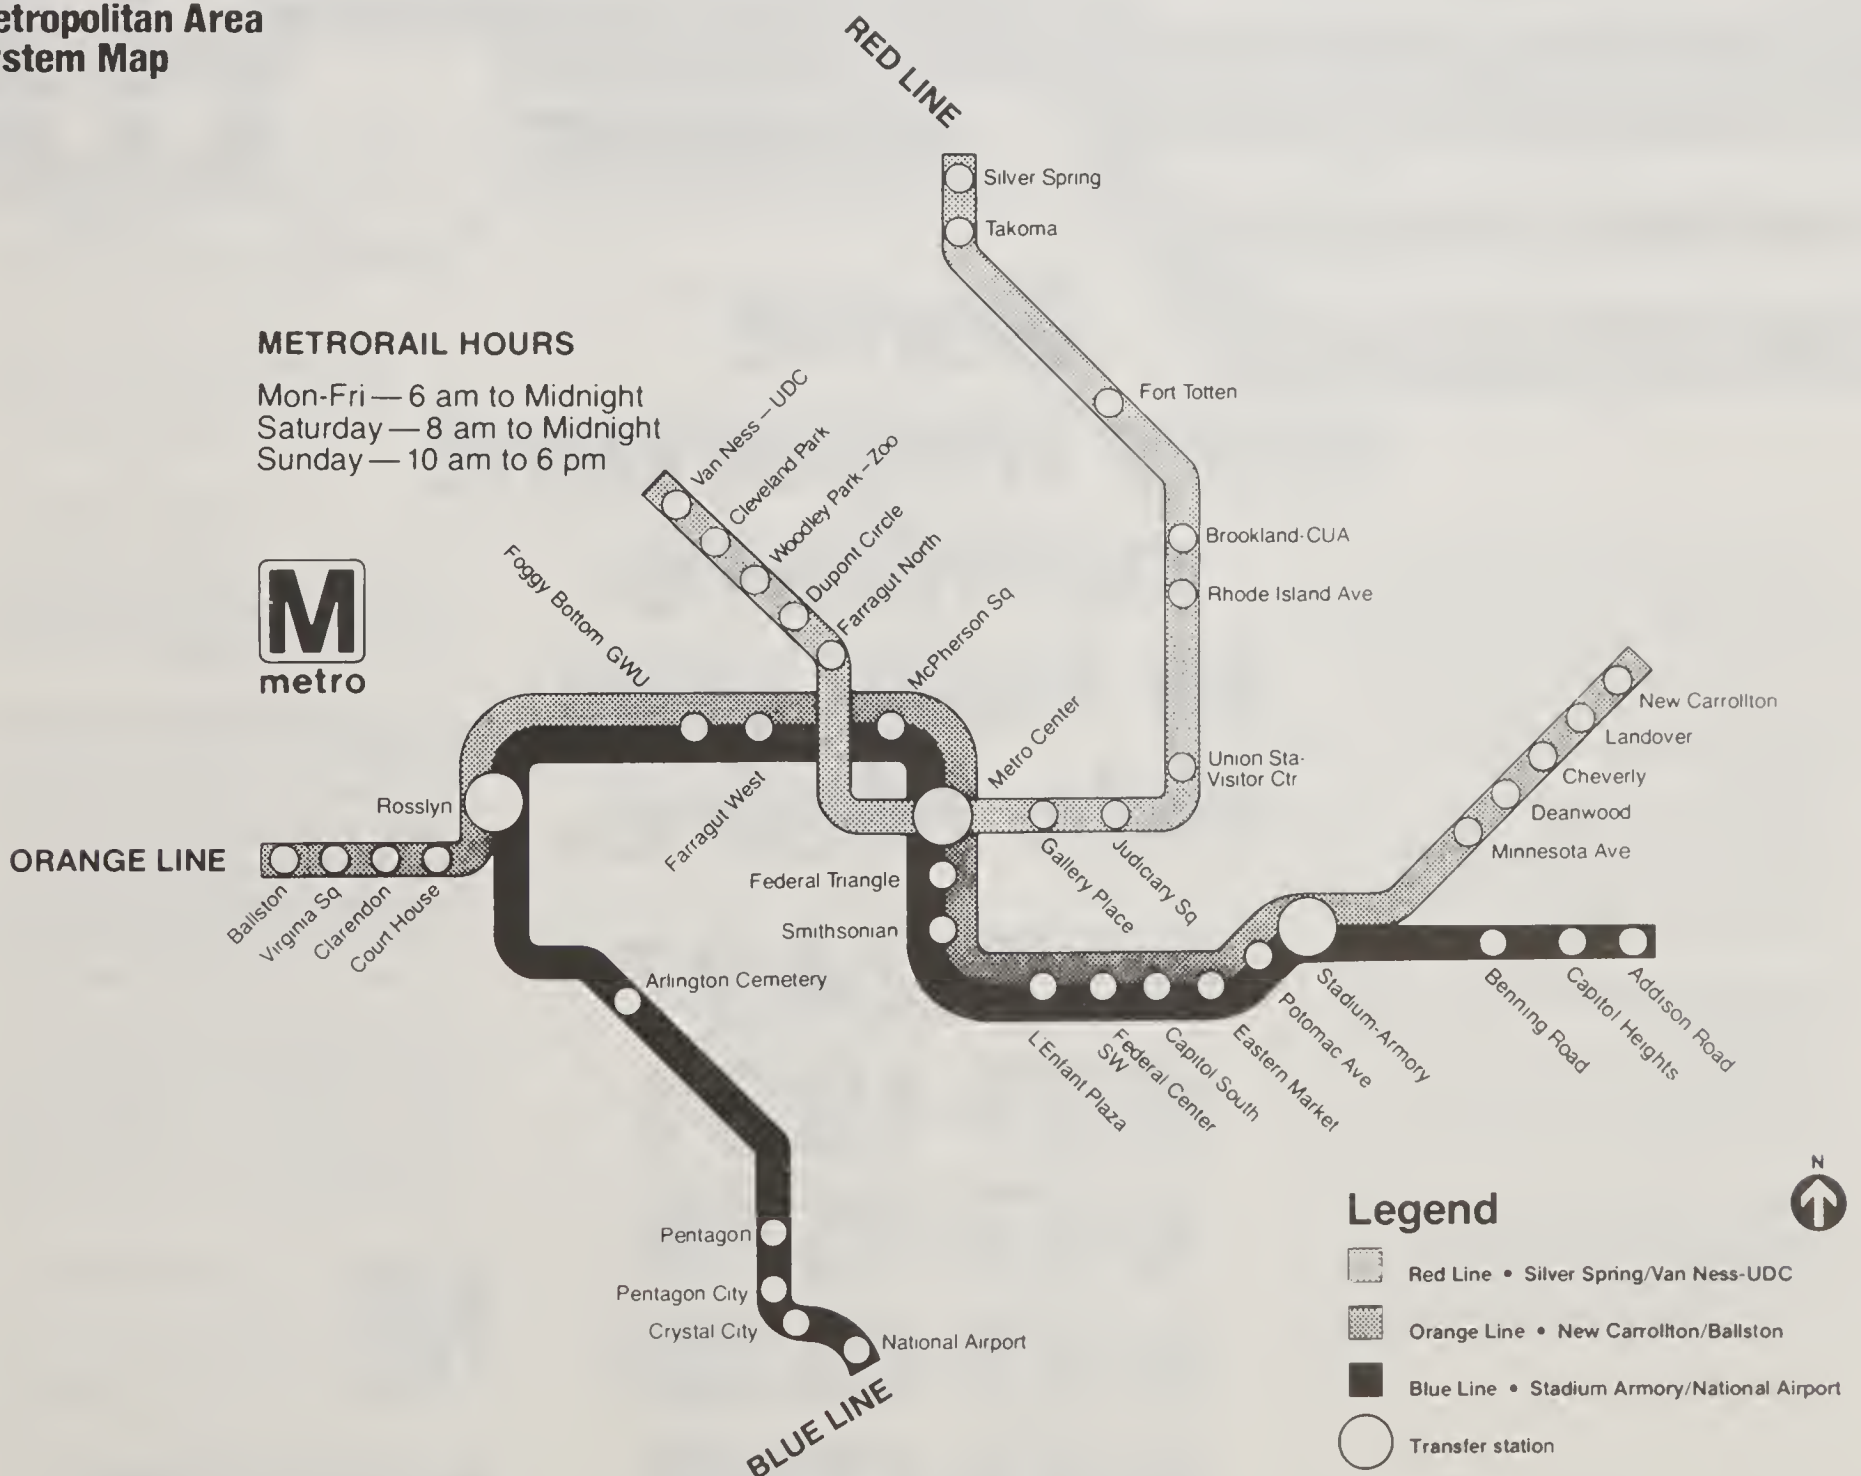 etropolitan Area
stem Map
RED LINE
Silver Spring
Takoma
METRORAIL HOURS
Mon-Fri — 6 am to Midnight
Saturday — 8 am to Midnight
Sunday — 10 am to 6 pm
Fort Totten
Van Ness – UDC
Cleveland Park
Woodley Park – Zoo
Dupont Circle
Farragut North
Brookland-CUA
Rhode Island Ave
M
metro
Foggy Bottom GWU
McPherson Sq
Metro Center
Union Sta-
Visitor Ctr
New Carrollton
Landover
Cheverly
Deanwood
Minnesota Ave
Rosslyn
Farragut West
ORANGE LINE
Ballston
Virginia Sq
Clarendon
Court House
Federal Triangle
Smithsonian
Gallery Place
Judiciary Sq
Arlington Cemetery
L'Enfant Plaza
Federal Center
SW
Capitol South
Eastern Market
Potomac Ave
Stadium-Armory
Benning Road
Capitol Heights
Addison Road
Pentagon
Pentagon City
Crystal City
National Airport
BLUE LINE
N
Legend
Red Line • Silver Spring/Van Ness-UDC
Orange Line • New Carrollton/Ballston
Blue Line • Stadium Armory/National Airport
Transfer station